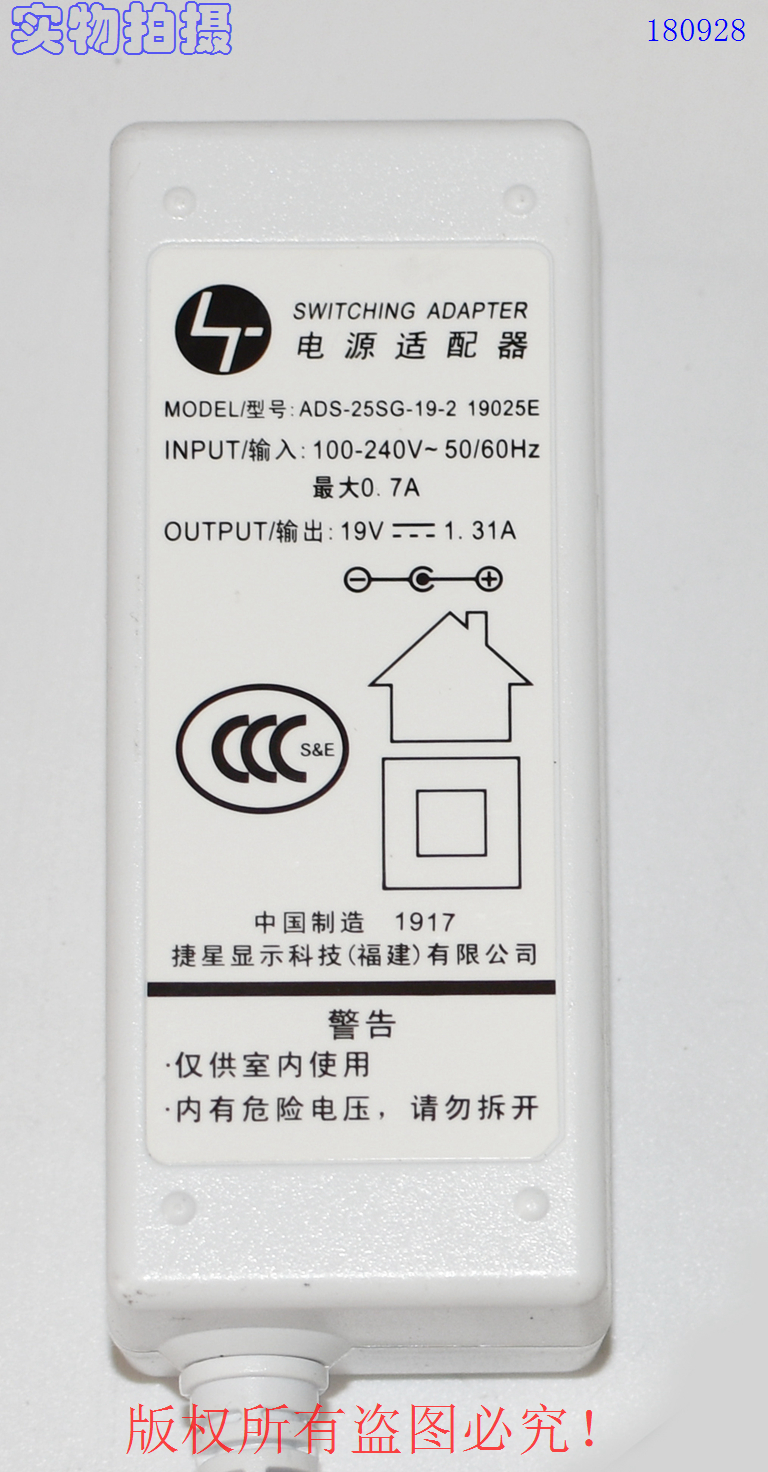 实物拍摄
180928
SWITCHING ADAPTER
电源适配器
MODEL/型号: ADS-25SG-19-2 19025E
INPUT/输入: 100-240V~ 50/60Hz
最大0.7A
OUTPUT/输出: 19V 1.31A
CCC S&E
中国制造 1917
捷星显示科技(福建)有限公司
警告
·仅供室内使用
·内有危险电压，请勿拆开
版权所有盗图必究！